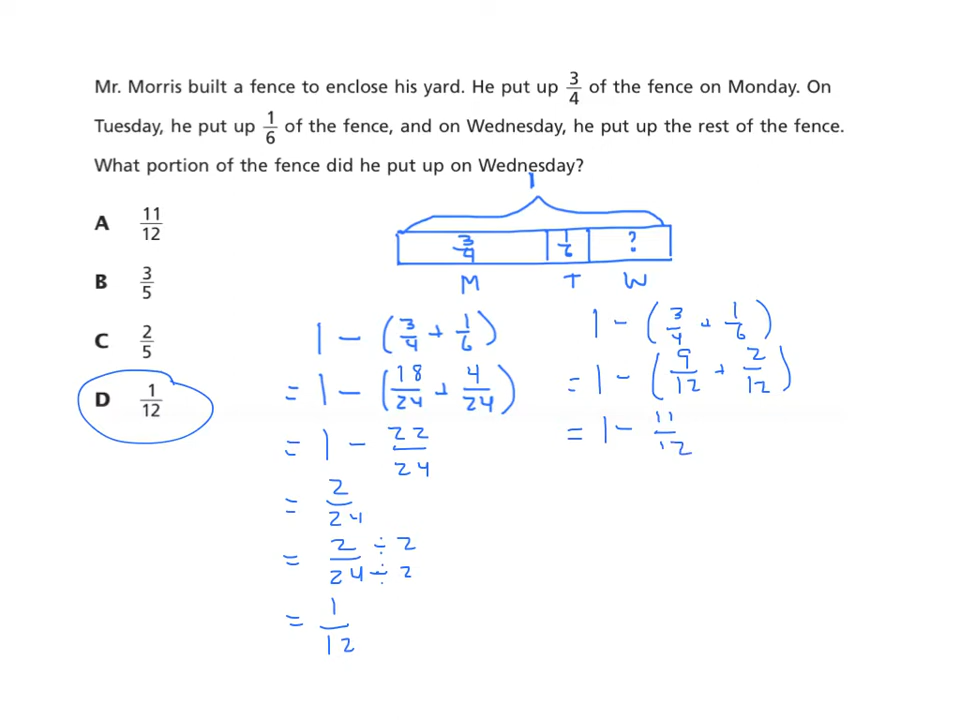 Mr. Morris built a fence to enclose his yard. He put up 3/4 of the fence on Monday. On
Tuesday, he put up 1/6 of the fence, and on Wednesday, he put up the rest of the fence.
What portion of the fence did he put up on Wednesday?
1
A 11/12
3/4 1/6 ?
M T W
B 3/5
C 2/5
D 1/12
1 - (3/4 + 1/6)
= 1 - (18/24 + 4/24)
= 1 - 22/24
= 2/24
= 2 ÷ 2 / 24 ÷ 2
= 1/12
1 - (3/4 + 1/6)
= 1 - (9/12 + 2/12)
= 1 - 11/12